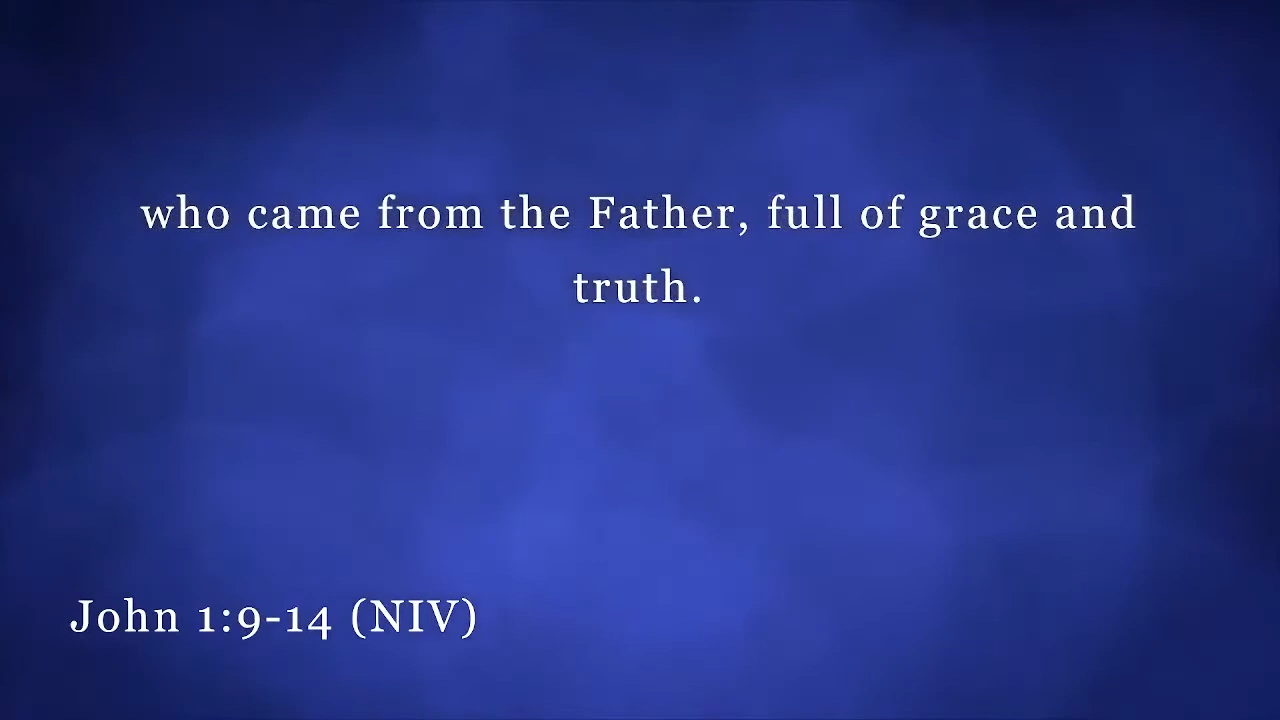 who came from the Father, full of grace and
truth.
John 1:9-14 (NIV)